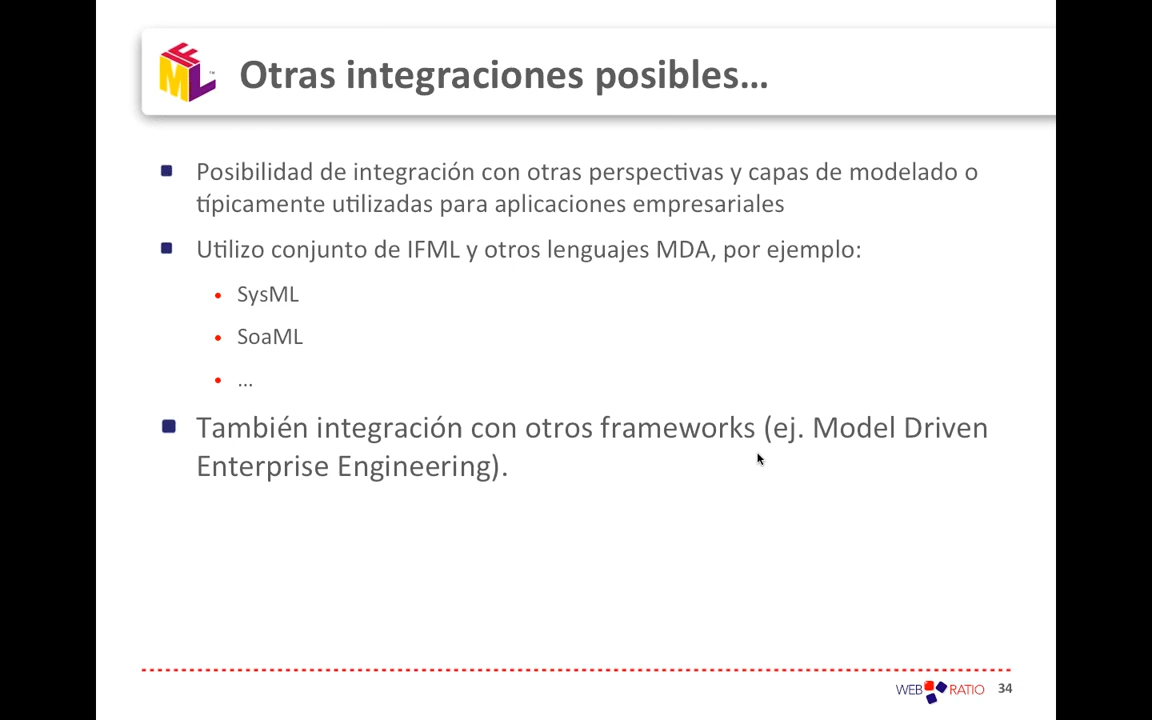 IFML™
Otras integraciones posibles...
Posibilidad de integración con otras perspectivas y capas de modelado o
típicamente utilizadas para aplicaciones empresariales
Utilizo conjunto de IFML y otros lenguajes MDA, por ejemplo:
SysML
SoaML
...
También integración con otros frameworks (ej. Model Driven
Enterprise Engineering).
WEB RATIO 34